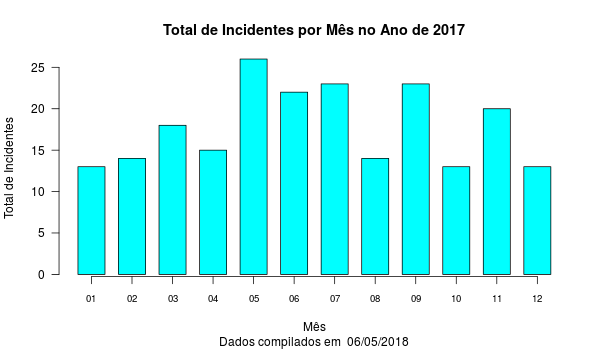 Total de Incidentes por Mês no Ano de 2017
Total de Incidentes
25
20
15
10
5
0
01 02 03 04 05 06 07 08 09 10 11 12
Mês
Dados compilados em 06/05/2018